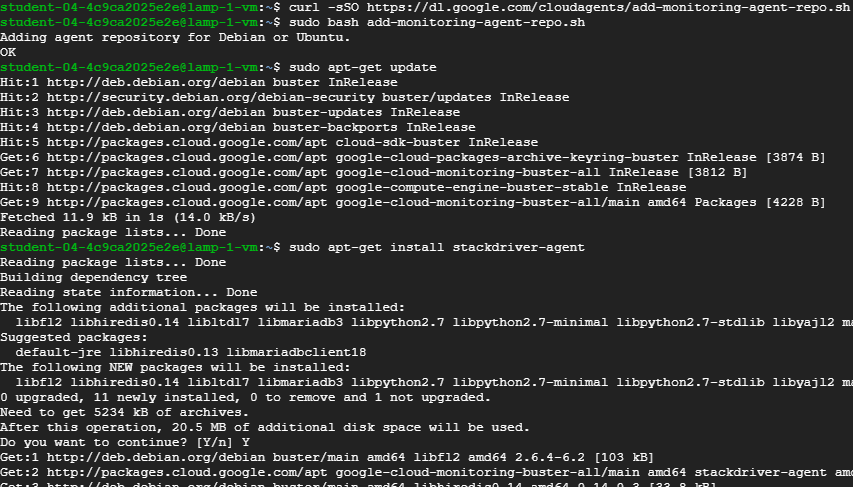 student-04-4c9ca2025e2e@lamp-1-vm:~$ curl -sSO https://dl.google.com/cloudagents/add-monitoring-agent-repo.sh
student-04-4c9ca2025e2e@lamp-1-vm:~$ sudo bash add-monitoring-agent-repo.sh
Adding agent repository for Debian or Ubuntu.
OK
student-04-4c9ca2025e2e@lamp-1-vm:~$ sudo apt-get update
Hit:1 http://deb.debian.org/debian buster InRelease
Hit:2 http://security.debian.org/debian-security buster/updates InRelease
Hit:3 http://deb.debian.org/debian buster-updates InRelease
Hit:4 http://deb.debian.org/debian buster-backports InRelease
Hit:5 http://packages.cloud.google.com/apt cloud-sdk-buster InRelease
Get:6 http://packages.cloud.google.com/apt google-cloud-packages-archive-keyring-buster InRelease [3874 B]
Get:7 http://packages.cloud.google.com/apt google-cloud-monitoring-buster-all InRelease [3812 B]
Hit:8 http://packages.cloud.google.com/apt google-compute-engine-buster-stable InRelease
Get:9 http://packages.cloud.google.com/apt google-cloud-monitoring-buster-all/main amd64 Packages [4228 B]
Fetched 11.9 kB in 1s (14.0 kB/s)
Reading package lists... Done
student-04-4c9ca2025e2e@lamp-1-vm:~$ sudo apt-get install stackdriver-agent
Reading package lists... Done
Building dependency tree
Reading state information... Done
The following additional packages will be installed:
libfl2 libhiredis0.14 libltdl7 libmariadb3 libpython2.7 libpython2.7-minimal libpython2.7-stdlib libyajl2 ma
Suggested packages:
default-jre libhiredis0.13 libmariadbclient18
The following NEW packages will be installed:
libfl2 libhiredis0.14 libltdl7 libmariadb3 libpython2.7 libpython2.7-minimal libpython2.7-stdlib libyajl2 ma
0 upgraded, 11 newly installed, 0 to remove and 1 not upgraded.
Need to get 5234 kB of archives.
After this operation, 20.5 MB of additional disk space will be used.
Do you want to continue? [Y/n] Y
Get:1 http://deb.debian.org/debian buster/main amd64 libfl2 amd64 2.6.4-6.2 [103 kB]
Get:2 http://packages.cloud.google.com/apt google-cloud-monitoring-buster-all/main amd64 stackdriver-agent amd
Get:3 http://deb.debian.org/debian buster/main amd64 libhiredis0.14 amd64 0.14.0-3 [33.8 kB]